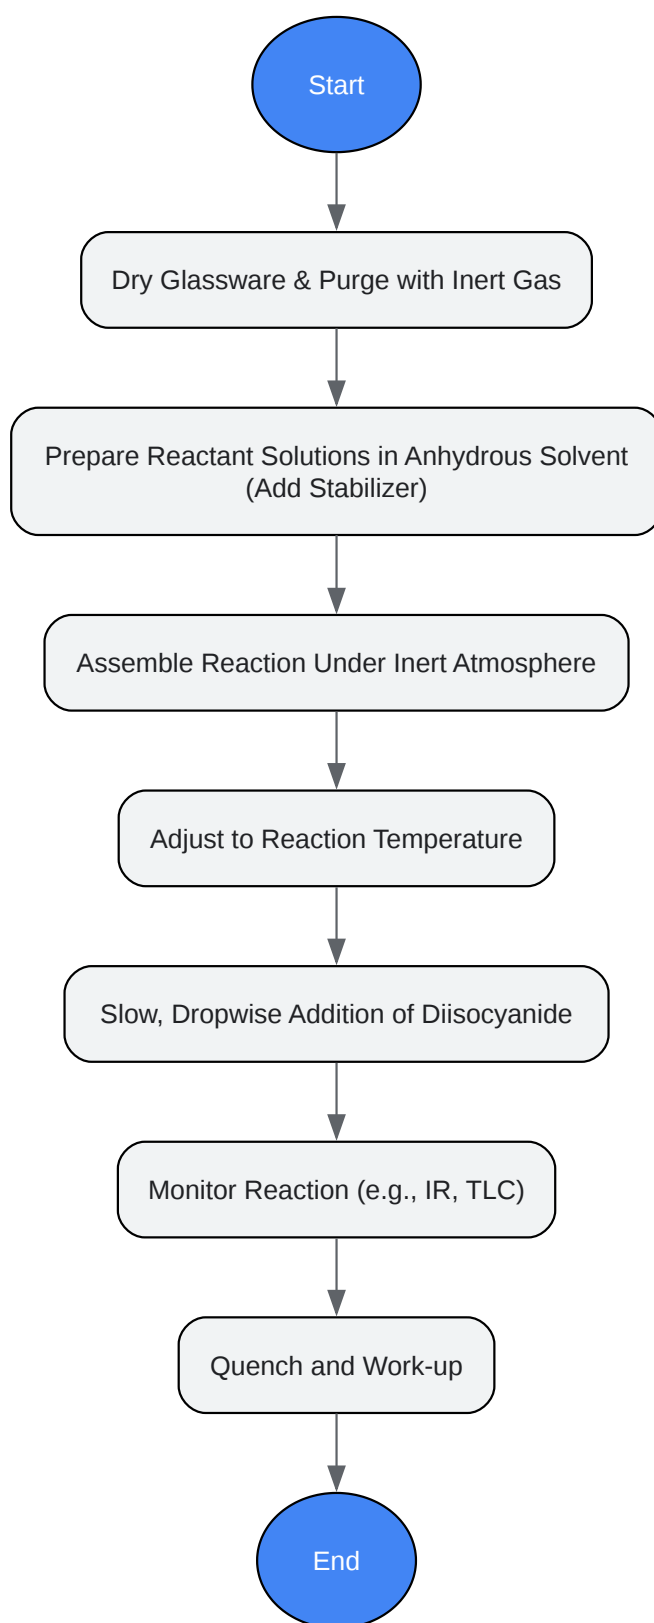 Start
Dry Glassware & Purge with Inert Gas
Prepare Reactant Solutions in Anhydrous Solvent
(Add Stabilizer)
Assemble Reaction Under Inert Atmosphere
Adjust to Reaction Temperature
Slow, Dropwise Addition of Diisocyanide
Monitor Reaction (e.g., IR, TLC)
Quench and Work-up
End